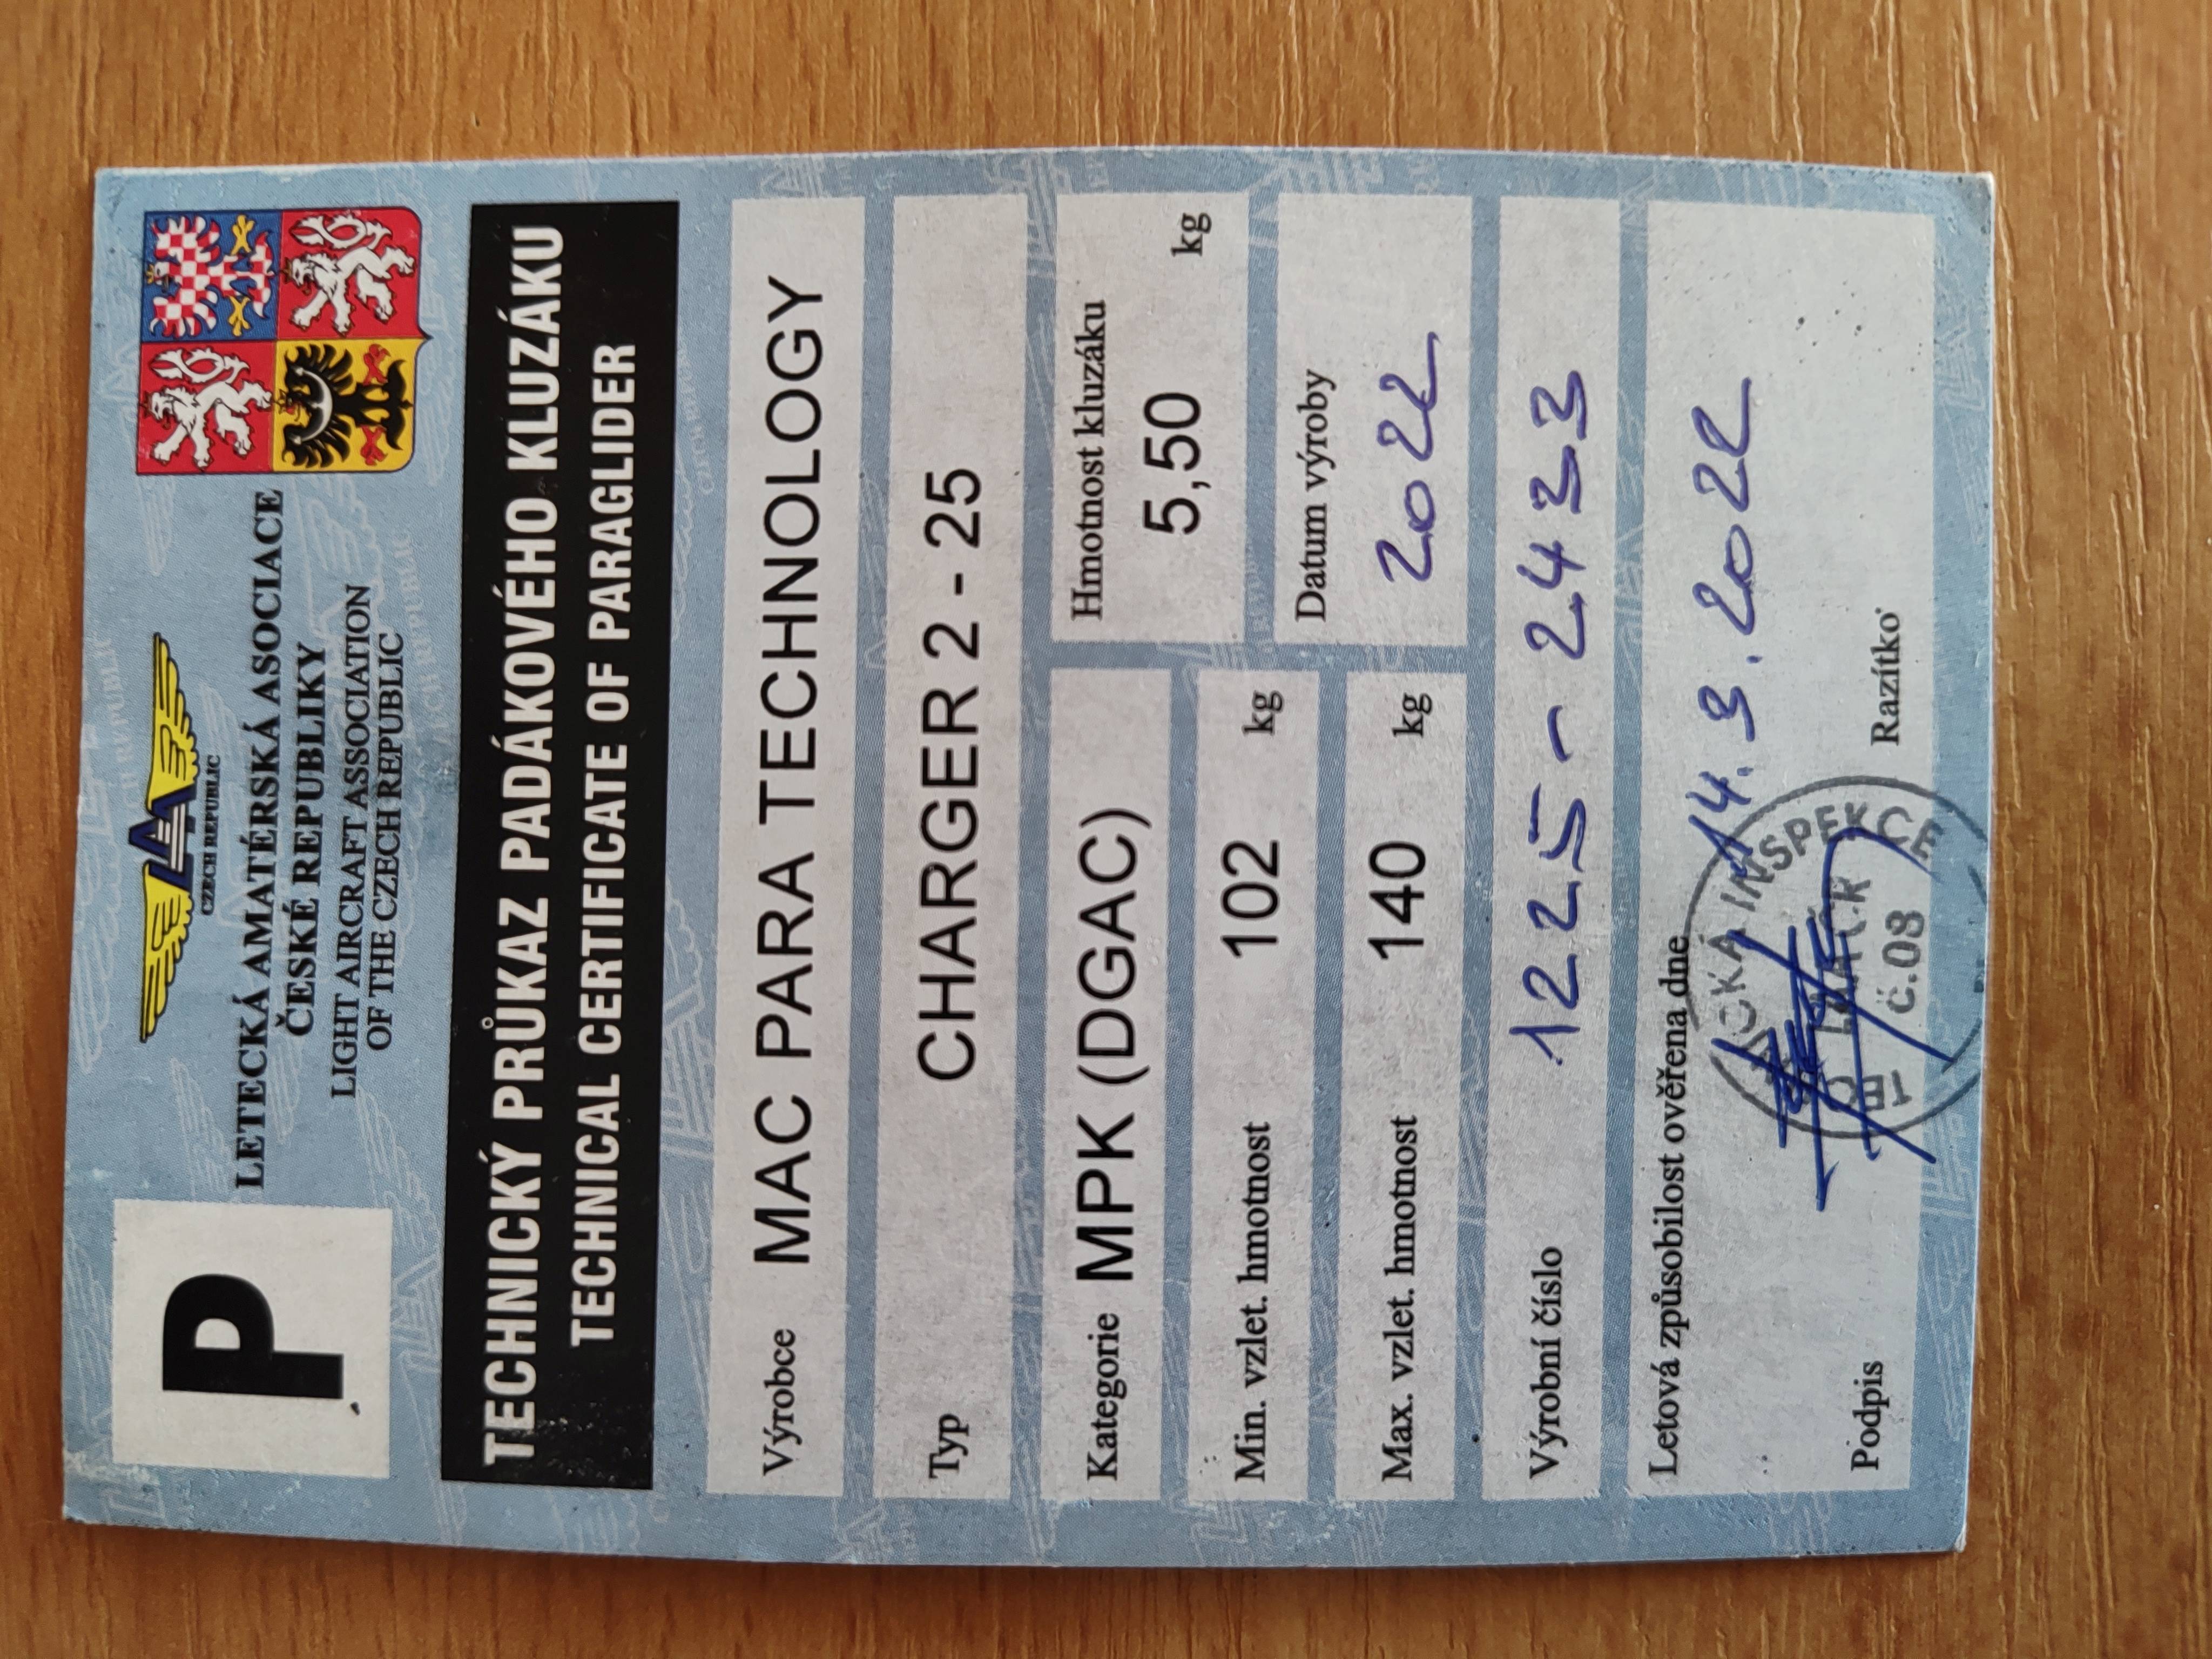 P
LAA
CZECH REPUBLIC
LETECKÁ AMATÉRSKÁ ASOCIACE
ČESKÉ REPUBLIKY
LIGHT AIRCRAFT ASSOCIATION
OF THE CZECH REPUBLIC
TECHNICKÝ PRŮKAZ PADÁKOVÉHO KLUZÁKU
TECHNICAL CERTIFICATE OF PARAGLIDER
Výrobce MAC PARA TECHNOLOGY
Typ CHARGER 2 - 25
Kategorie MPK (DGAC)
Hmotnost kluzáku
5,50 kg
Min. vzlet. hmotnost 102 kg
Datum výroby
2022
Max. vzlet. hmotnost 140 kg
Výrobní číslo 1225-2433
Letová způsobilost ověřena dne 14.3.2022
INSPEKCE
č.08
Podpis Razítko